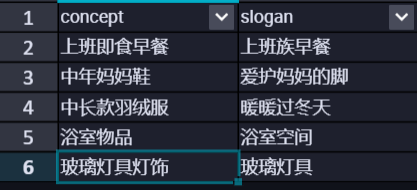 1 concept slogan
2 上班即食早餐 上班族早餐
3 中年妈妈鞋 爱护妈妈的脚
4 中长款羽绒服 暖暖过冬天
5 浴室物品 浴室空间
6 玻璃灯具灯饰 玻璃灯具